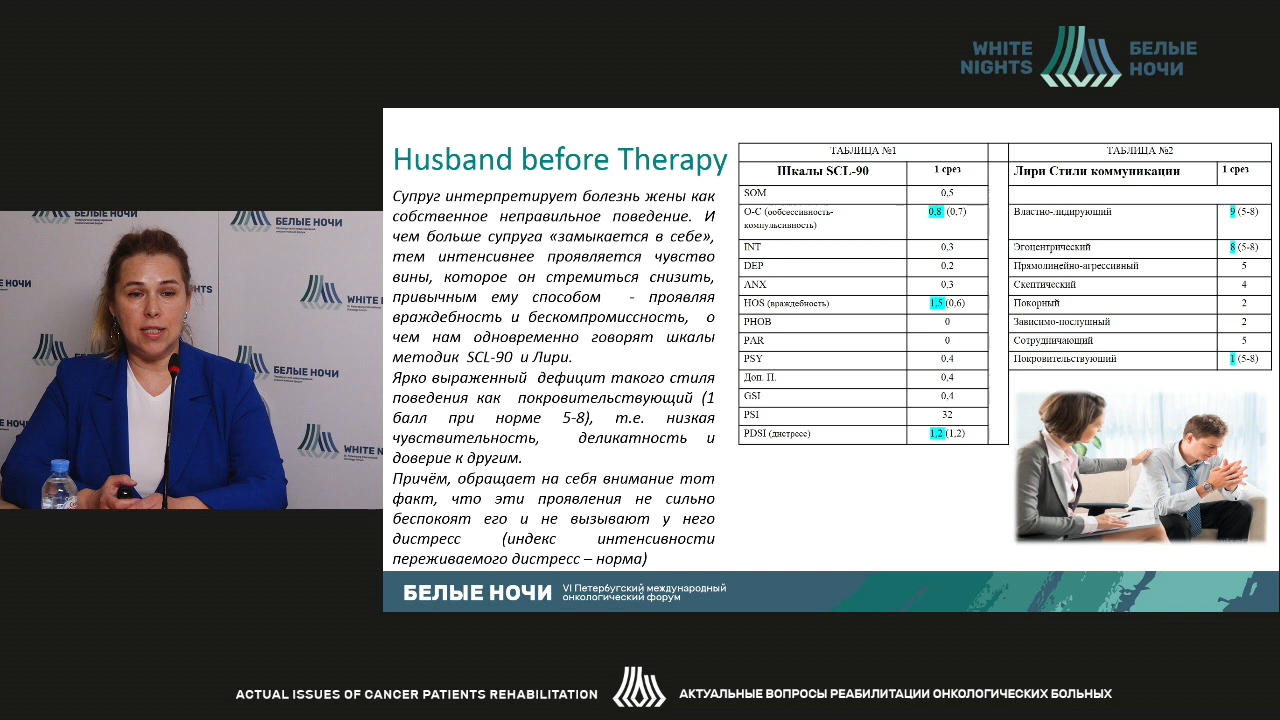 WHITE
NIGHTS
БЕЛЫЕ
НОЧИ
Husband before Therapy
Супруг интерпретирует болезнь жены как
собственное неправильное поведение. И
чем больше супруга «замыкается в себе»,
тем интенсивнее проявляется чувство
вины, которое он стремиться снизить,
привычным ему способом - проявляя
враждебность и бескомпромиссность, о
чем нам одновременно говорят шкалы
методик SCL-90 и Лири.
Ярко выраженный дефицит такого стиля
поведения как покровительствующий (1
балл при норме 5-8), т.е. низкая
чувствительность, деликатность и
доверие к другим.
Причём, обращает на себя внимание тот
факт, что эти проявления не сильно
беспокоят его и не вызывают у него
дистресс (индекс интенсивности
переживаемого дистресс – норма)
ТАБЛИЦА №1
Шкалы SCL-90 1 срез
SOM 0,5
O-C (обсессивность- 0,8 (0,7)
компульсивность)
INT 0,3
DEP 0,2
ANX 0,3
HOS (враждебность) 1,5 (0,6)
PHOB 0
PAR 0
PSY 0,4
Доп. П. 0,4
GSI 0,4
PSI 32
PDSI (дистресс) 1,2 (1,2)
ТАБЛИЦА №2
Лири Стили коммуникации 1 срез
Властно-лидирующий 9 (5-8)
Эгоцентрический 8 (5-8)
Прямолинейно-агрессивный 5
Скептический 4
Покорный 2
Зависимо-послушный 2
Сотрудничающий 5
Покровительствующий 1 (5-8)
БЕЛЫЕ НОЧИ
БЕЛЫЕ НОЧИ
БЕЛЫЕ НОЧИ
БЕЛЫЕ НОЧИ
VI Петербугский международный
онкологический форум
ACTUAL ISSUES OF CANCER PATIENTS REHABILITATION
АКТУАЛЬНЫЕ ВОПРОСЫ РЕАБИЛИТАЦИИ ОНКОЛОГИЧЕСКИХ БОЛЬНЫХ